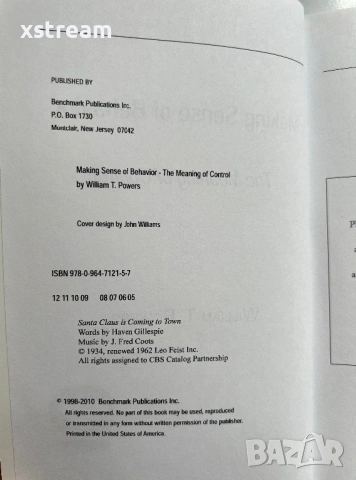 xstream
PUBLISHED BY
Benchmark Publications Inc.
P.O. Box 1730
Montclair, New Jersey 07042
Making Sense of Behavior - The Meaning of Control
by William T. Powers
Cover design by John Williams
ISBN 978-0-964-7121-5-7
12 11 10 09 08 07 06 05
Santa Claus is Coming to Town
Words by Haven Gillespie
Music by J. Fred Coots
© 1934, renewed 1962 Leo Feist Inc.
All rights assigned to CBS Catalog Partnership
© 1998-2010 Benchmark Publications Inc.
All rights reserved. No part of this book may be used, reproduced
or transmitted in any form without written permission of the publisher.
Printed in the United States of America.
BAZAR